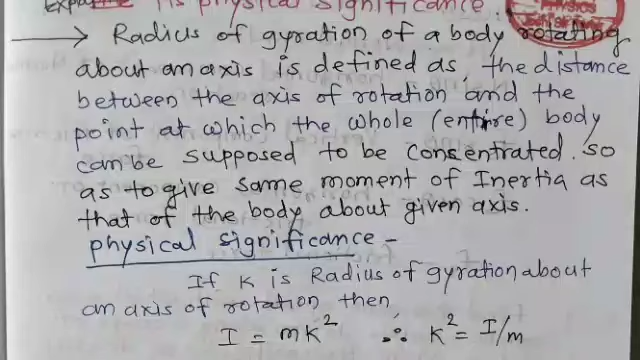 its physical significance.
→ Radius of gyration of a body rotating
about an axis is defined as, the distance
between the axis of rotation and the
point at which the whole (entire) body
can be supposed to be concentrated. so
as to give same moment of Inertia as
that of the body about given axis.
physical significance -
If K is Radius of gyration about
an axis of rotation then
I = mK² ∴ K² = I/m